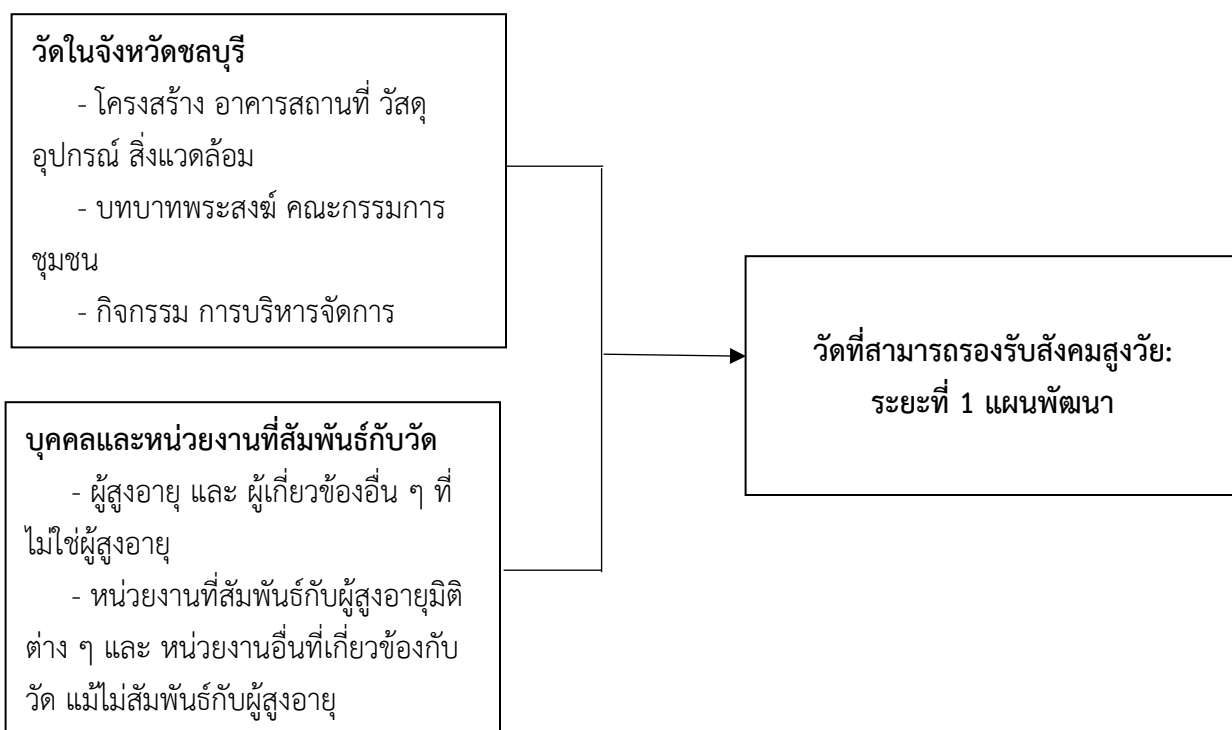 วัดในจังหวัดชลบุรี
- โครงสร้าง อาคารสถานที่ วัสดุ
อุปกรณ์ สิ่งแวดล้อม
- บทบาทพระสงฆ์ คณะกรรมการ
ชุมชน
- กิจกรรม การบริหารจัดการ
บุคคลและหน่วยงานที่สัมพันธ์กับวัด
- ผู้สูงอายุ และ ผู้เกี่ยวข้องอื่น ๆ ที่
ไม่ใช่ผู้สูงอายุ
- หน่วยงานที่สัมพันธ์กับผู้สูงอายุมิติ
ต่าง ๆ และ หน่วยงานอื่นที่เกี่ยวข้องกับ
วัด แม้ไม่สัมพันธ์กับผู้สูงอายุ
วัดที่สามารถรองรับสังคมสูงวัย:
ระยะที่ 1 แผนพัฒนา